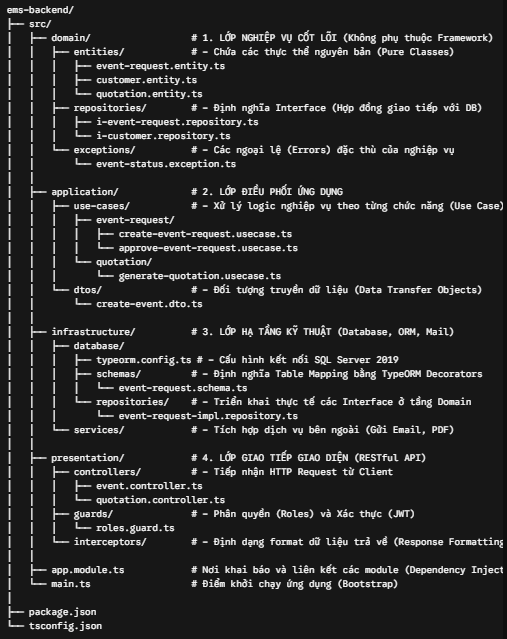 ems-backend/
├── src/
│   ├── domain/                 # 1. LỚP NGHIỆP VỤ CỐT LÕI (Không phụ thuộc Framework)
│   │   ├── entities/           # - Chứa các thực thể nguyên bản (Pure Classes)
│   │   │   ├── event-request.entity.ts
│   │   │   ├── customer.entity.ts
│   │   │   └── quotation.entity.ts
│   │   ├── repositories/       # - Định nghĩa Interface (Hợp đồng giao tiếp với DB)
│   │   │   ├── i-event-request.repository.ts
│   │   │   └── i-customer.repository.ts
│   │   └── exceptions/         # - Các ngoại lệ (Errors) đặc thù của nghiệp vụ
│   │       └── event-status.exception.ts
│   │
│   ├── application/            # 2. LỚP ĐIỀU PHỐI ỨNG DỤNG
│   │   ├── use-cases/          # - Xử lý logic nghiệp vụ theo từng chức năng (Use Case)
│   │   │   ├── event-request/
│   │   │   │   ├── create-event-request.usecase.ts
│   │   │   │   └── approve-event-request.usecase.ts
│   │   │   └── quotation/
│   │   │       └── generate-quotation.usecase.ts
│   │   └── dtos/               # - Đối tượng truyền dữ liệu (Data Transfer Objects)
│   │       └── create-event.dto.ts
│   │
│   ├── infrastructure/         # 3. LỚP HẠ TẦNG KỸ THUẬT (Database, ORM, Mail)
│   │   ├── database/
│   │   │   ├── typeorm.config.ts # - Cấu hình kết nối SQL Server 2019
│   │   │   ├── schemas/        # - Định nghĩa Table Mapping bằng TypeORM Decorators
│   │   │   │   └── event-request.schema.ts
│   │   │   └── repositories/   # - Triển khai thực tế các Interface ở tầng Domain
│   │   │       └── event-request-impl.repository.ts
│   │   └── services/           # - Tích hợp dịch vụ bên ngoài (Gửi Email, PDF)
│   │
│   ├── presentation/           # 4. LỚP GIAO TIẾP GIAO DIỆN (RESTful API)
│   │   ├── controllers/        # - Tiếp nhận HTTP Request từ Client
│   │   │   ├── event.controller.ts
│   │   │   └── quotation.controller.ts
│   │   ├── guards/             # - Phân quyền (Roles) và Xác thực (JWT)
│   │   │   └── roles.guard.ts
│   │   └── interceptors/       # - Định dạng format dữ liệu trả về (Response Formatting
│   │
│   ├── app.module.ts           # Nơi khai báo và liên kết các module (Dependency Inject
│   └── main.ts                 # Điểm khởi chạy ứng dụng (Bootstrap)
│
├── package.json
└── tsconfig.json